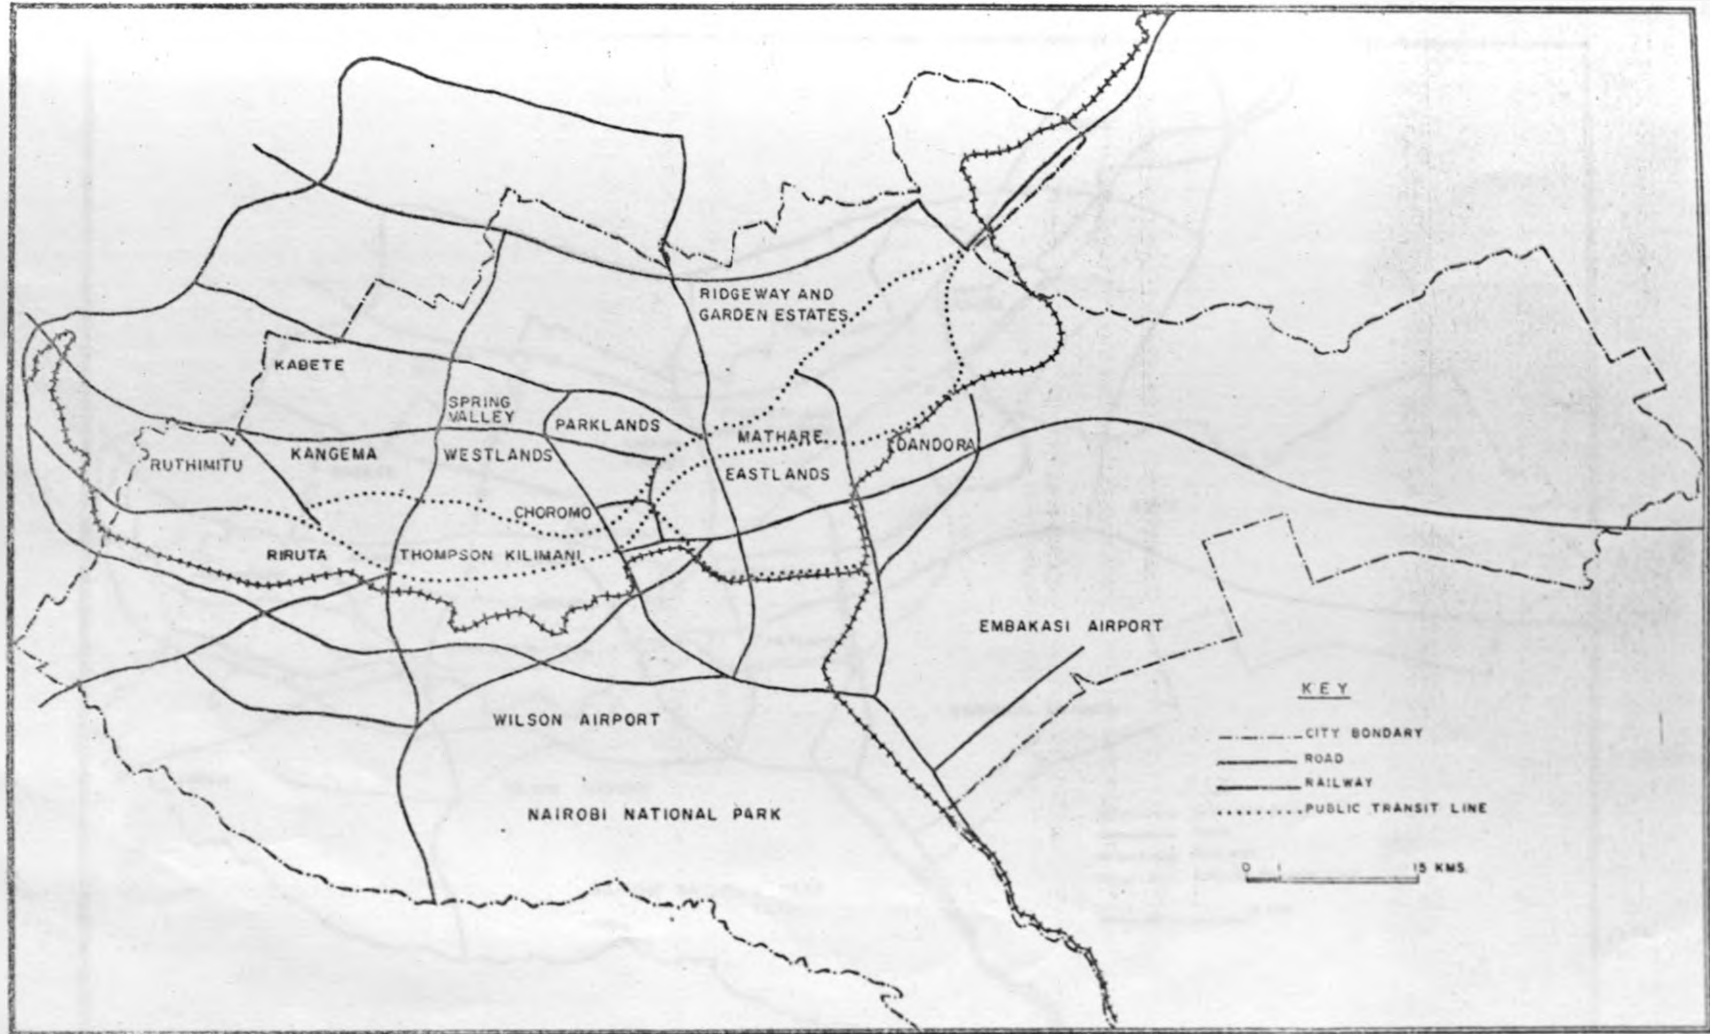 RIDGEWAY AND
GARDEN ESTATES
KABETE
SPRING
VALLEY
PARKLANDS
MATHARE
DANDORA
RUTHIMITU
KANGEMA
WESTLANDS
EASTLANDS
CHOROMO
RIRUTA
THOMPSON KILIMANI
EMBAKASI AIRPORT
WILSON AIRPORT
NAIROBI NATIONAL PARK
KEY
CITY BONDARY
ROAD
RAILWAY
PUBLIC TRANSIT LINE
0 1 15 KMS.